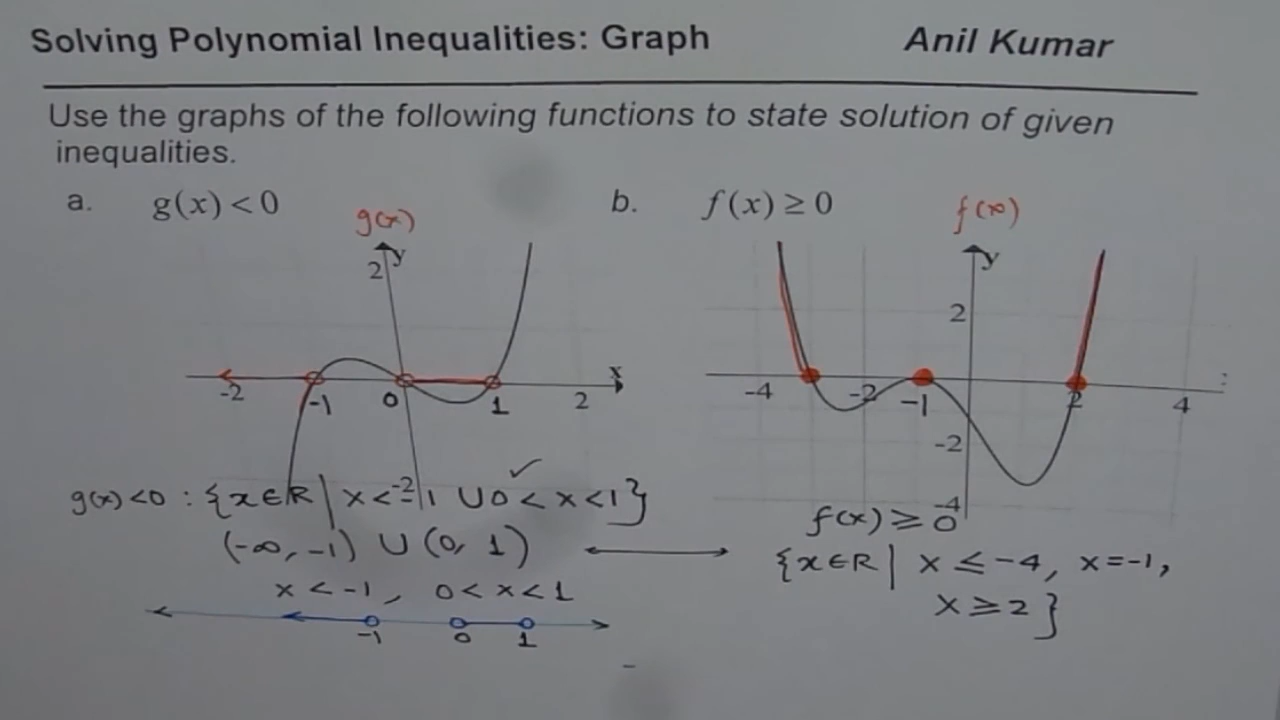 Solving Polynomial Inequalities: Graph Anil Kumar
Use the graphs of the following functions to state solution of given
inequalities.
a. g(x) < 0
g(x)
y
2
x
-2 -1 0 1 2
-2
g(x) < 0 : {x ∈ R | x < -1 ∪ 0 < x < 1} ✓
(-∞, -1) ∪ (0, 1)
x < -1, 0 < x < 1
-1 0 1
b. f(x) ≥ 0
f(x)
y
2
-4 -2 -1 2 4
-2
-4
f(x) ≥ 0
{x ∈ R | x ≤ -4, x = -1,
x ≥ 2}